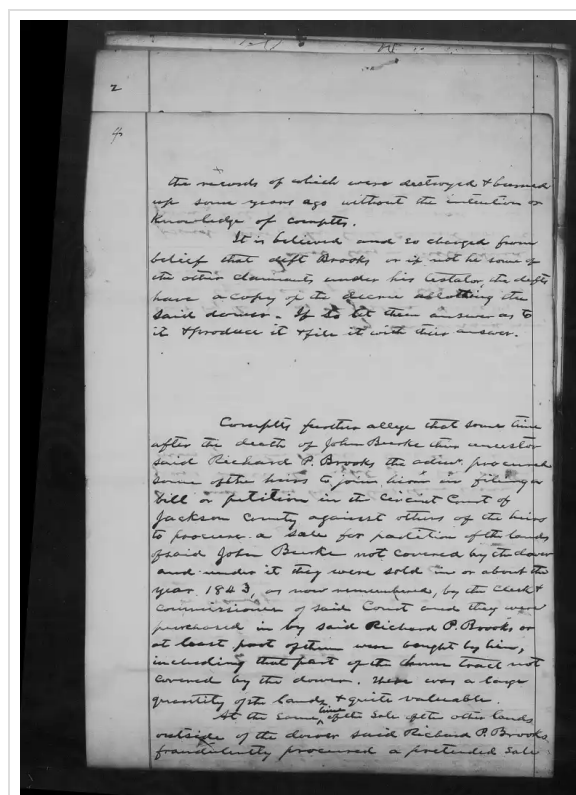 2
4
the records of which were destroyed & burned
up some years ago without the intention or
Knowledge of complts.
It is believed and so charged from
belief that deft Brooks or if not he some of
the other claimants under his testator, the defts
have a copy of the decree allotting the
said dower. If so let them answer as to
it & produce it & file it with their answer.
Complts further allege that some time
after the death of John Burke their ancestor
said Richard P. Brooks the admr. procured
some of the heirs to join him in filing a
bill or petition in the Circuit Court of
Jackson County against others of the heirs
to procure a sale for partition of the lands
of said John Burke not covered by the dower
and under it they were sold in or about the
year 1843, as now remembered, by the Clerk &
Commissioner of said Court and they were
purchased in by said Richard P. Brooks or
at least part of them were bought by him,
including that part of the home tract not
covered by the dower. There was a large
quantity of the lands & quite valuable.
At the same time of the sale of the other lands
outside of the dower said Richard P. Brooks
fraudulently procured a pretended sale